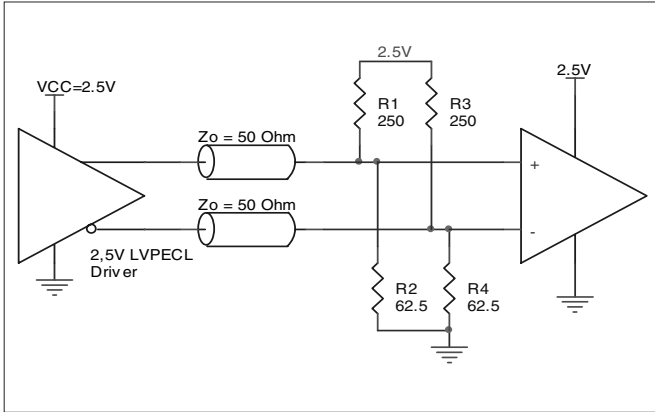 2.5V
VCC=2.5V
2.5V
R1
250
R3
250
Zo = 50 Ohm
+
Zo = 50 Ohm
-
2,5V LVPECL
Driver
R2
62.5
R4
62.5